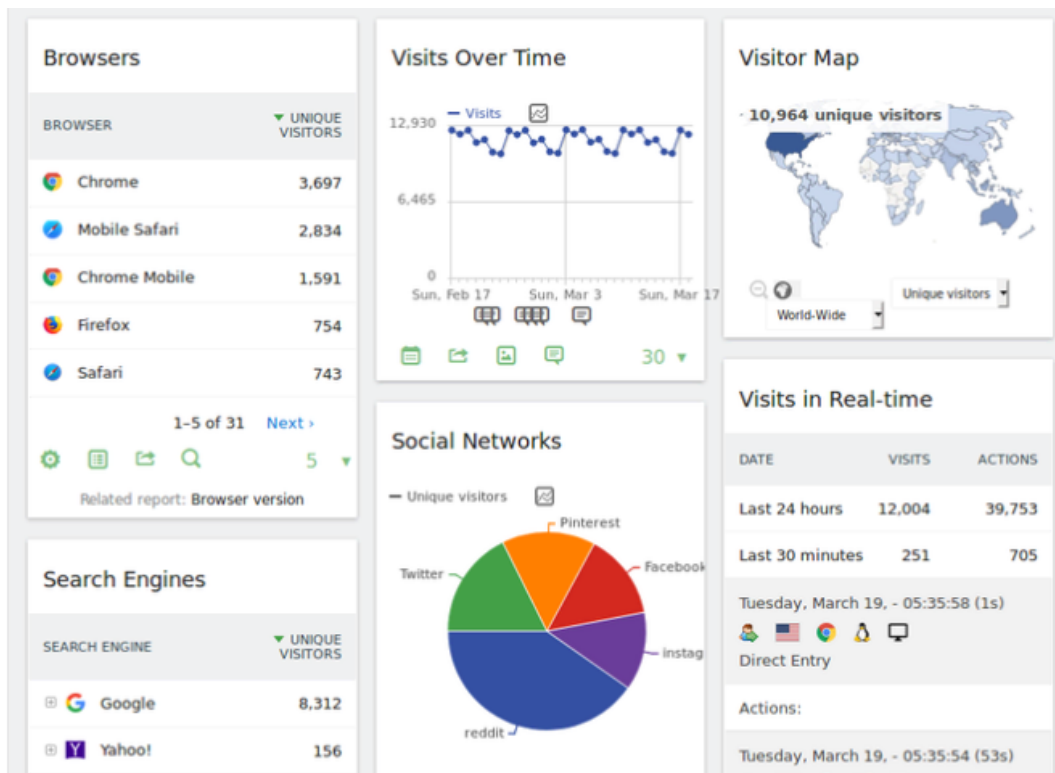 Browsers
BROWSER UNIQUE VISITORS
Chrome 3,697
Mobile Safari 2,834
Chrome Mobile 1,591
Firefox 754
Safari 743
1–5 of 31 Next ›
5
Related report: Browser version
Search Engines
SEARCH ENGINE UNIQUE VISITORS
Google 8,312
Yahoo! 156
Visits Over Time
Visits
12,930
6,465
0
Sun, Feb 17 Sun, Mar 3 Sun, Mar 17
30
Social Networks
Unique visitors
Pinterest
Twitter
Facebook
instag
reddit
Visitor Map
10,964 unique visitors
Unique visitors
World-Wide
Visits in Real-time
DATE VISITS ACTIONS
Last 24 hours 12,004 39,753
Last 30 minutes 251 705
Tuesday, March 19, - 05:35:58 (1s)
Direct Entry
Actions:
Tuesday, March 19, - 05:35:54 (53s)